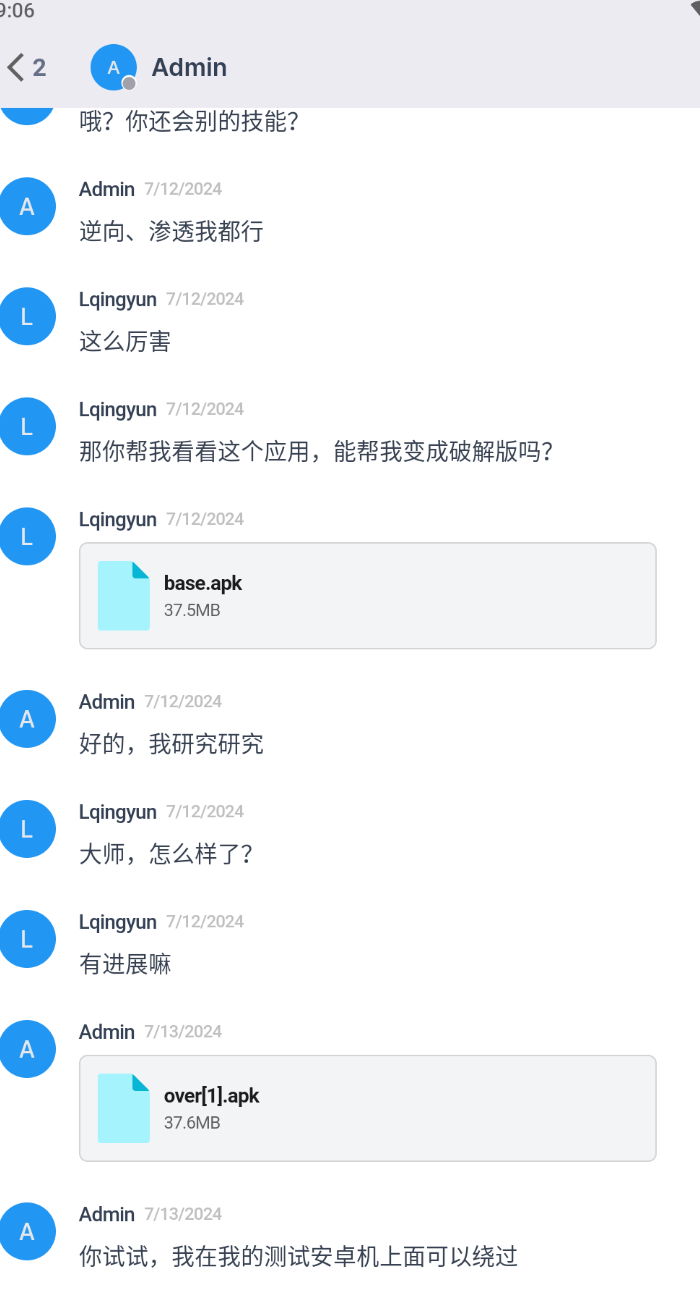 9:06
2
A
Admin
哦？你还会别的技能？
A
Admin 7/12/2024
逆向、渗透我都行
L
Lqingyun 7/12/2024
这么厉害
L
Lqingyun 7/12/2024
那你帮我看看这个应用，能帮我变成破解版吗？
L
Lqingyun 7/12/2024
base.apk
37.5MB
A
Admin 7/12/2024
好的，我研究研究
L
Lqingyun 7/12/2024
大师，怎么样了？
L
Lqingyun 7/12/2024
有进展嘛
A
Admin 7/13/2024
over[1].apk
37.6MB
A
Admin 7/13/2024
你试试，我在我的测试安卓机上面可以绕过